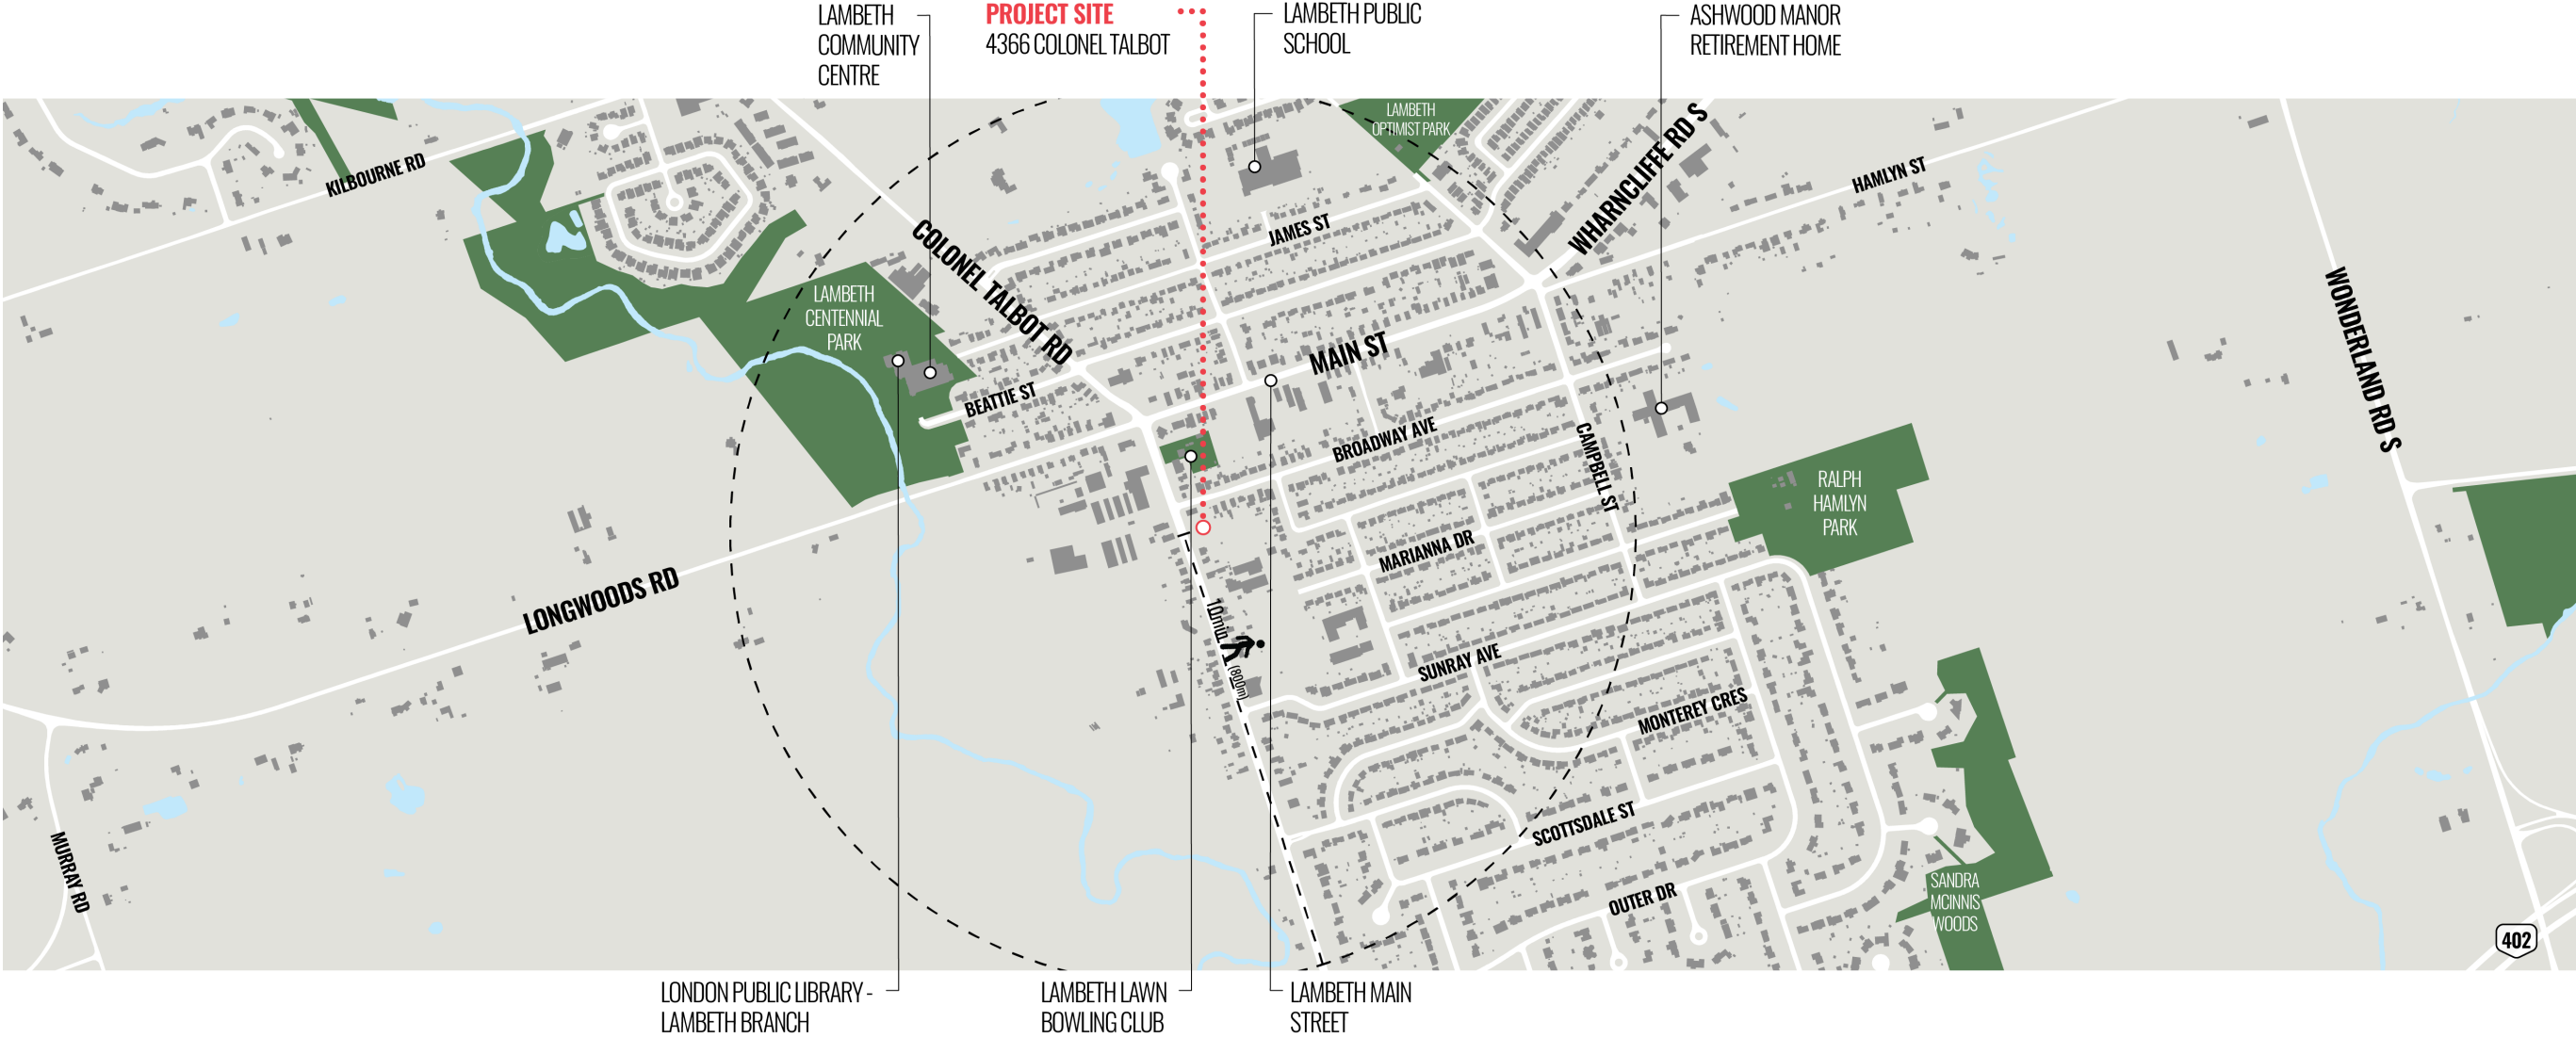 LAMBETH
COMMUNITY
CENTRE
PROJECT SITE
4366 COLONEL TALBOT
LAMBETH PUBLIC
SCHOOL
ASHWOOD MANOR
RETIREMENT HOME
LAMBETH
OPTIMIST PARK
KILBOURNE RD
WHARNCLIFFE RD S
HAMLYN ST
JAMES ST
COLONEL TALBOT RD
LAMBETH
CENTENNIAL
PARK
MAIN ST
WONDERLAND RD S
BEATTIE ST
BROADWAY AVE
CAMPBELL ST
RALPH
HAMLYN
PARK
MARIANNA DR
LONGWOODS RD
10min
(800m)
SUNRAY AVE
MONTEREY CRES
SCOTTSDALE ST
MURRAY RD
OUTER DR
SANDRA
MCINNIS
WOODS
402
LONDON PUBLIC LIBRARY -
LAMBETH BRANCH
LAMBETH LAWN
BOWLING CLUB
LAMBETH MAIN
STREET